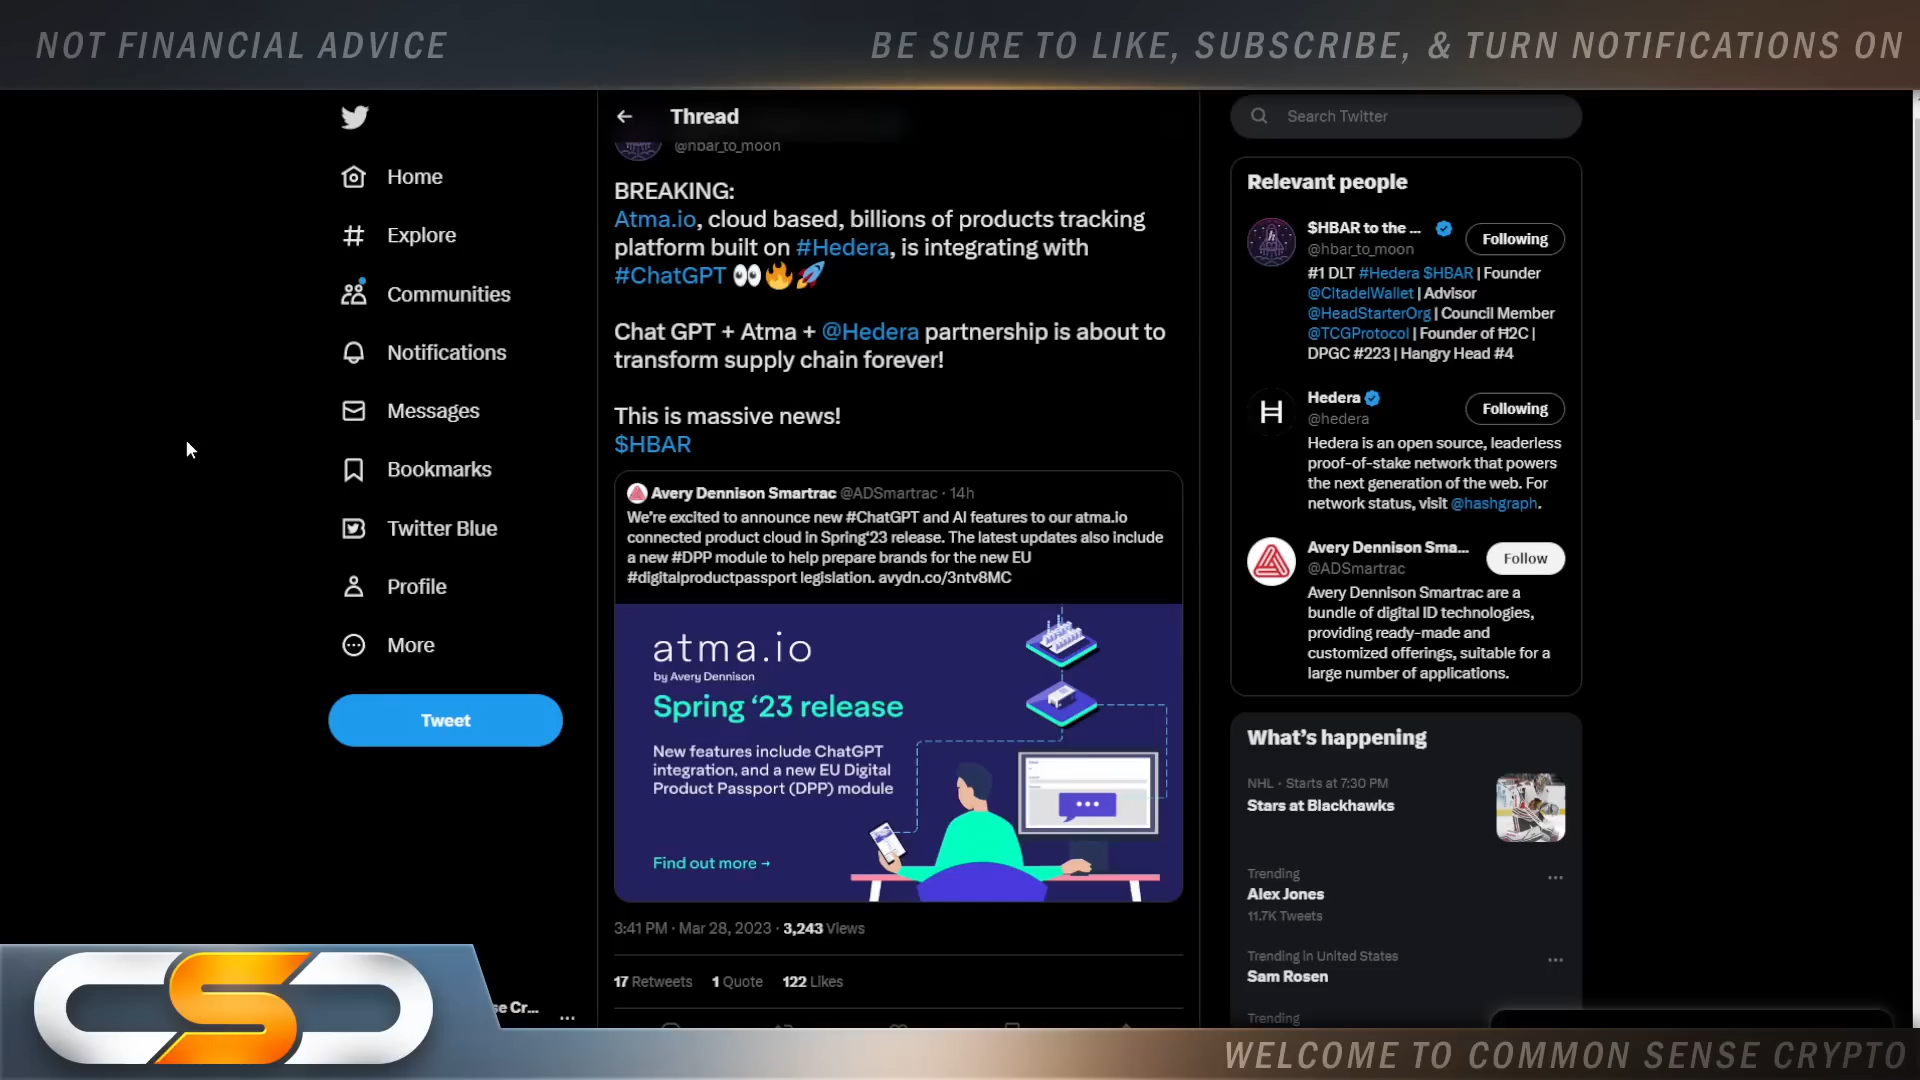 NOT FINANCIAL ADVICE
BE SURE TO LIKE, SUBSCRIBE, & TURN NOTIFICATIONS ON
Home
Explore
Communities
Notifications
Messages
Bookmarks
Twitter Blue
Profile
More
Tweet
se Cr...
Thread
@hbar_to_moon
BREAKING:
Atma.io, cloud based, billions of products tracking
platform built on #Hedera, is integrating with
#ChatGPT 👀🔥🚀
Chat GPT + Atma + @Hedera partnership is about to
transform supply chain forever!
This is massive news!
$HBAR
Avery Dennison Smartrac @ADSmartrac · 14h
We're excited to announce new #ChatGPT and AI features to our atma.io
connected product cloud in Spring'23 release. The latest updates also include
a new #DPP module to help prepare brands for the new EU
#digitalproductpassport legislation. avydn.co/3ntv8MC
atma.io
by Avery Dennison
Spring '23 release
New features include ChatGPT
integration, and a new EU Digital
Product Passport (DPP) module
Find out more →
3:41 PM · Mar 28, 2023 · 3,243 Views
17 Retweets 1 Quote 122 Likes
Search Twitter
Relevant people
$HBAR to the ...
@hbar_to_moon
Following
#1 DLT #Hedera $HBAR | Founder
@CitadelWallet | Advisor
@HeadStarterOrg | Council Member
@TCGProtocol | Founder of ĦH2C |
DPGC #223 | Hangry Head #4
Hedera
@hedera
Following
Hedera is an open source, leaderless
proof-of-stake network that powers
the next generation of the web. For
network status, visit @hashgraph.
Avery Dennison Sma...
@ADSmartrac
Follow
Avery Dennison Smartrac are a
bundle of digital ID technologies,
providing ready-made and
customized offerings, suitable for a
large number of applications.
What's happening
NHL · Starts at 7:30 PM
Stars at Blackhawks
Trending
Alex Jones
11.7K Tweets
Trending in United States
Sam Rosen
Trending
CSC
WELCOME TO COMMON SENSE CRYPTO